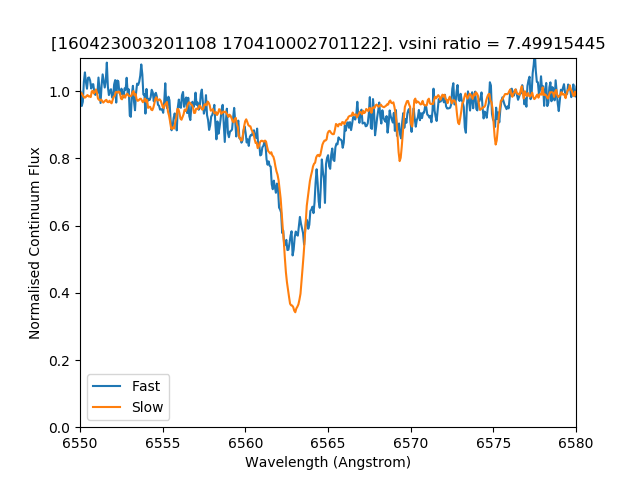 [160423003201108 170410002701122]. vsini ratio = 7.49915445
Normalised Continuum Flux
1.0
0.8
0.6
0.4
0.2
0.0
Fast
Slow
6550 6555 6560 6565 6570 6575 6580
Wavelength (Angstrom)